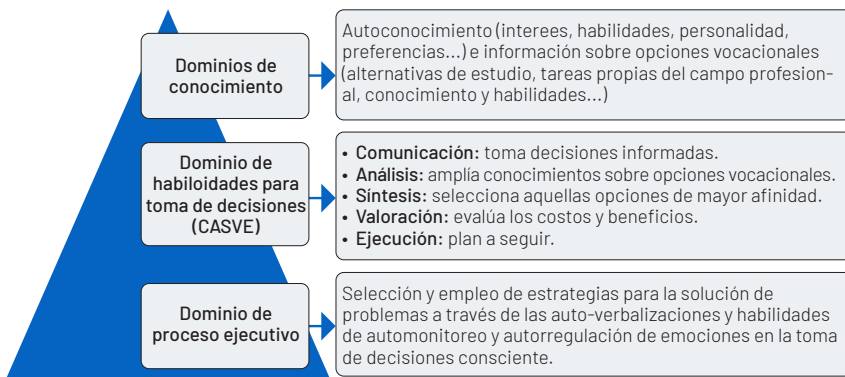 Dominios de
conocimiento
Autoconocimiento (interees, habilidades, personalidad,
preferencias...) e información sobre opciones vocacionales
(alternativas de estudio, tareas propias del campo profesion-
al, conocimiento y habilidades...)
Dominio de
habiloidades para
toma de decisiones
(CASVE)
• Comunicación: toma decisiones informadas.
• Análisis: amplía conocimientos sobre opciones vocacionales.
• Síntesis: selecciona aquellas opciones de mayor afinidad.
• Valoración: evalúa los costos y beneficios.
• Ejecución: plan a seguir.
Dominio de
proceso ejecutivo
Selección y empleo de estrategias para la solución de
problemas a través de las auto-verbalizaciones y habilidades
de automonitoreo y autorregulación de emociones en la toma
de decisiones consciente.